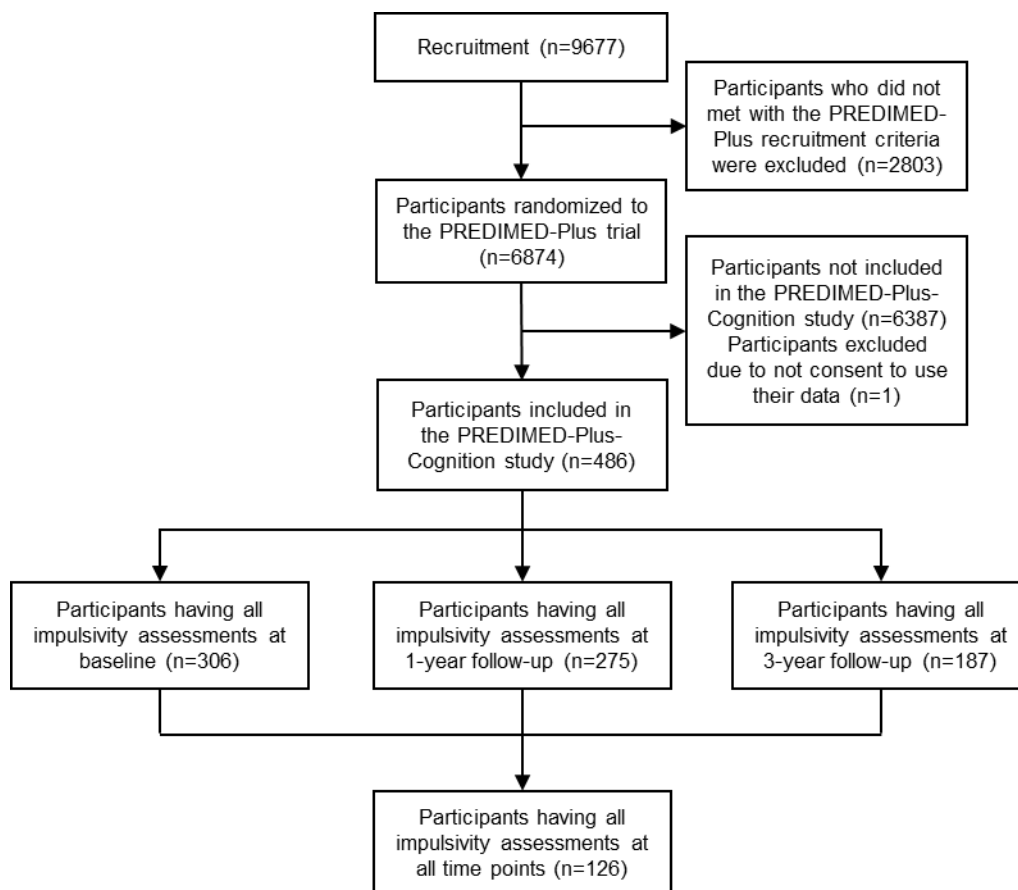 Recruitment (n=9677)
Participants who did not
met with the PREDIMED-
Plus recruitment criteria
were excluded (n=2803)
Participants randomized to
the PREDIMED-Plus trial
(n=6874)
Participants not included
in the PREDIMED-Plus-
Cognition study (n=6387)
Participants excluded
due to not consent to use
their data (n=1)
Participants included in
the PREDIMED-Plus-
Cognition study (n=486)
Participants having all
impulsivity assessments at
baseline (n=306)
Participants having all
impulsivity assessments at
1-year follow-up (n=275)
Participants having all
impulsivity assessments at
3-year follow-up (n=187)
Participants having all
impulsivity assessments at
all time points (n=126)